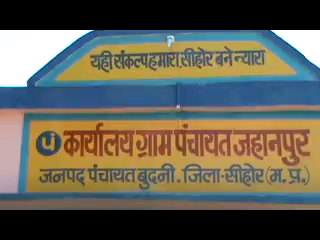 यही संकल्प हमारा, सीहोर बने न्यारा
कार्यालय ग्राम पंचायत जहानपुर
जनपद पंचायत बुदनी. जिला-सीहोर (म.प्र.)